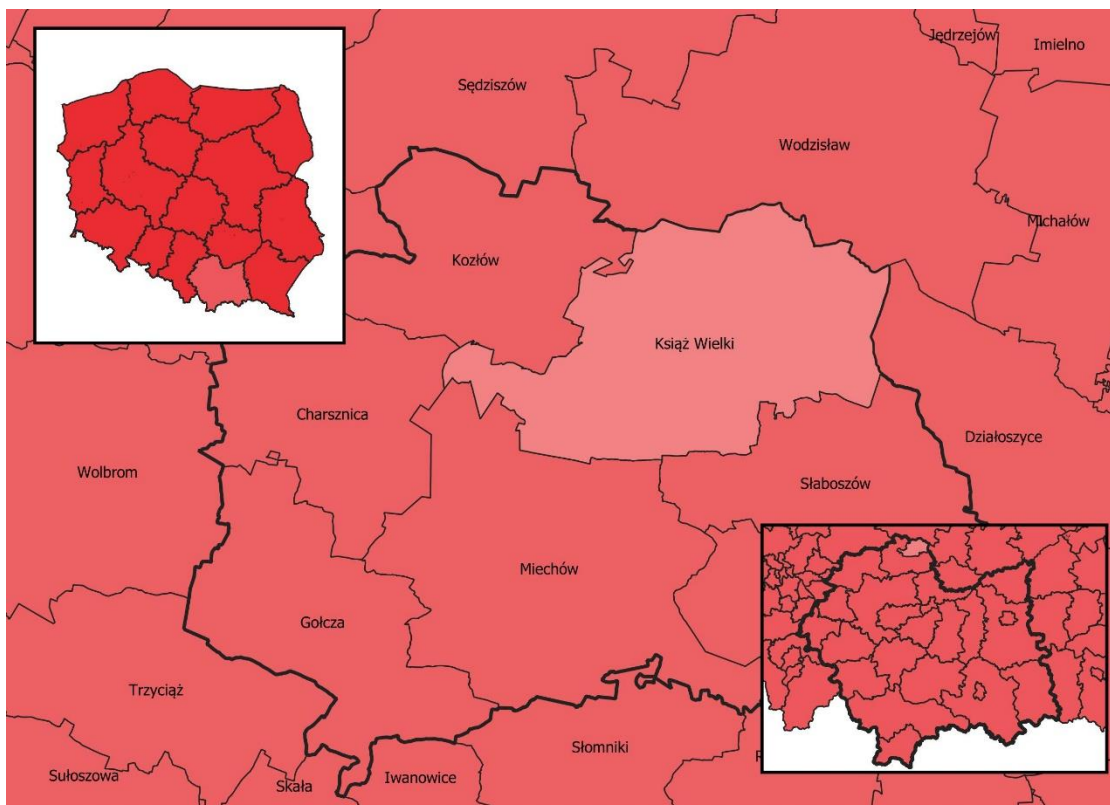 Jędrzejów
Imielno
Sędziszów
Wodzisław
Michałów
Kozłów
Książ Wielki
Charsznica
Działoszyce
Wolbrom
Słaboszów
Miechów
Gołcza
Trzyciąż
Słomniki
Sułoszowa
Skała
Iwanowice